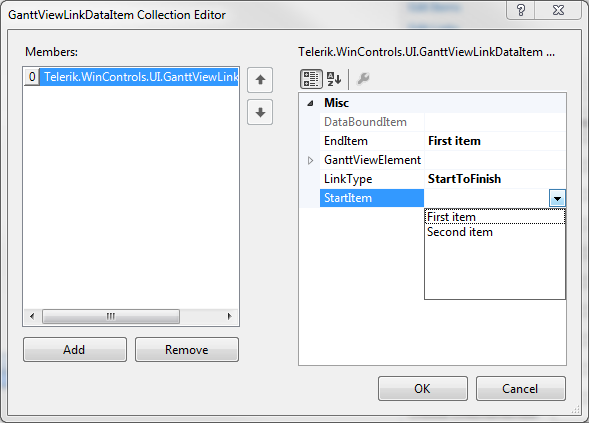 GanttViewLinkDataItem Collection Editor
Members:
0 Telerik.WinControls.UI.GanttViewLink
Add
Remove
Telerik.WinControls.UI.GanttViewLinkDataItem ...
Misc
DataBoundItem
EndItem First item
GanttViewElement
LinkType StartToFinish
StartItem
First item
Second item
OK
Cancel